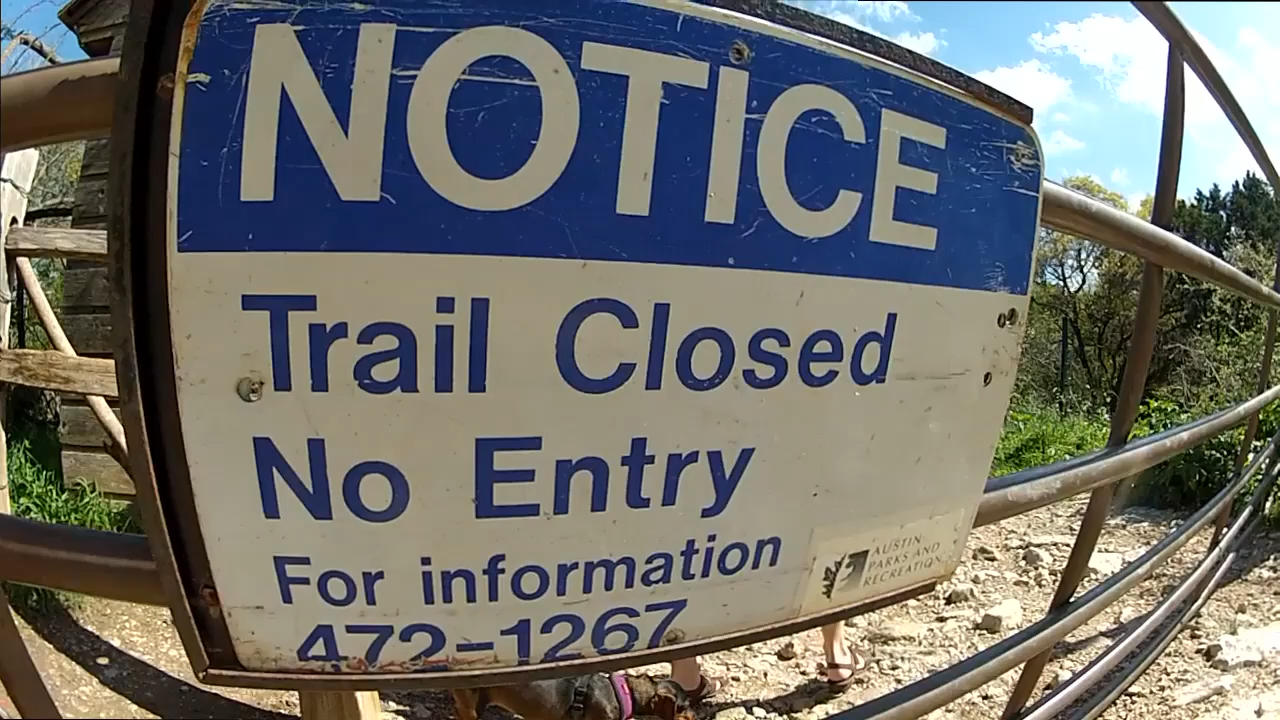 NOTICE
Trail Closed
No Entry
For information
472-1267
AUSTIN
PARKS AND
RECREATION